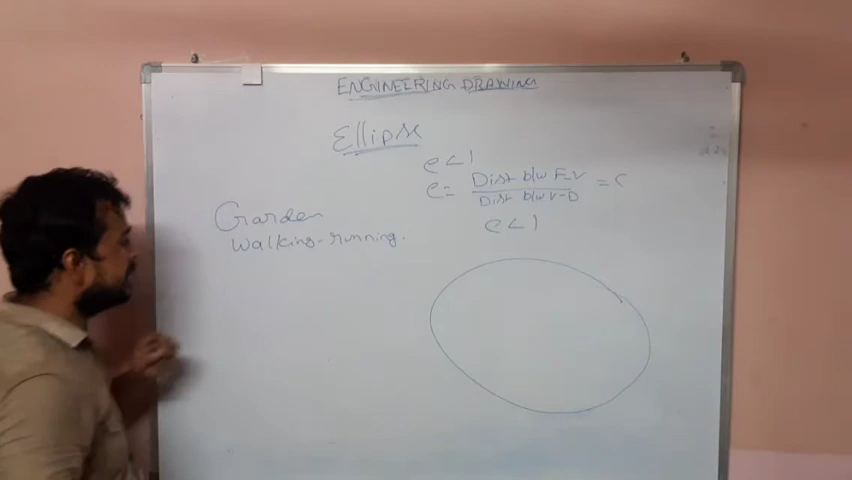 ENGINEERING DRAWING
Ellipse
e < 1
e = Dist b/w F-V / Dist b/w V-D = C
e < 1
Garden
Walking-running.